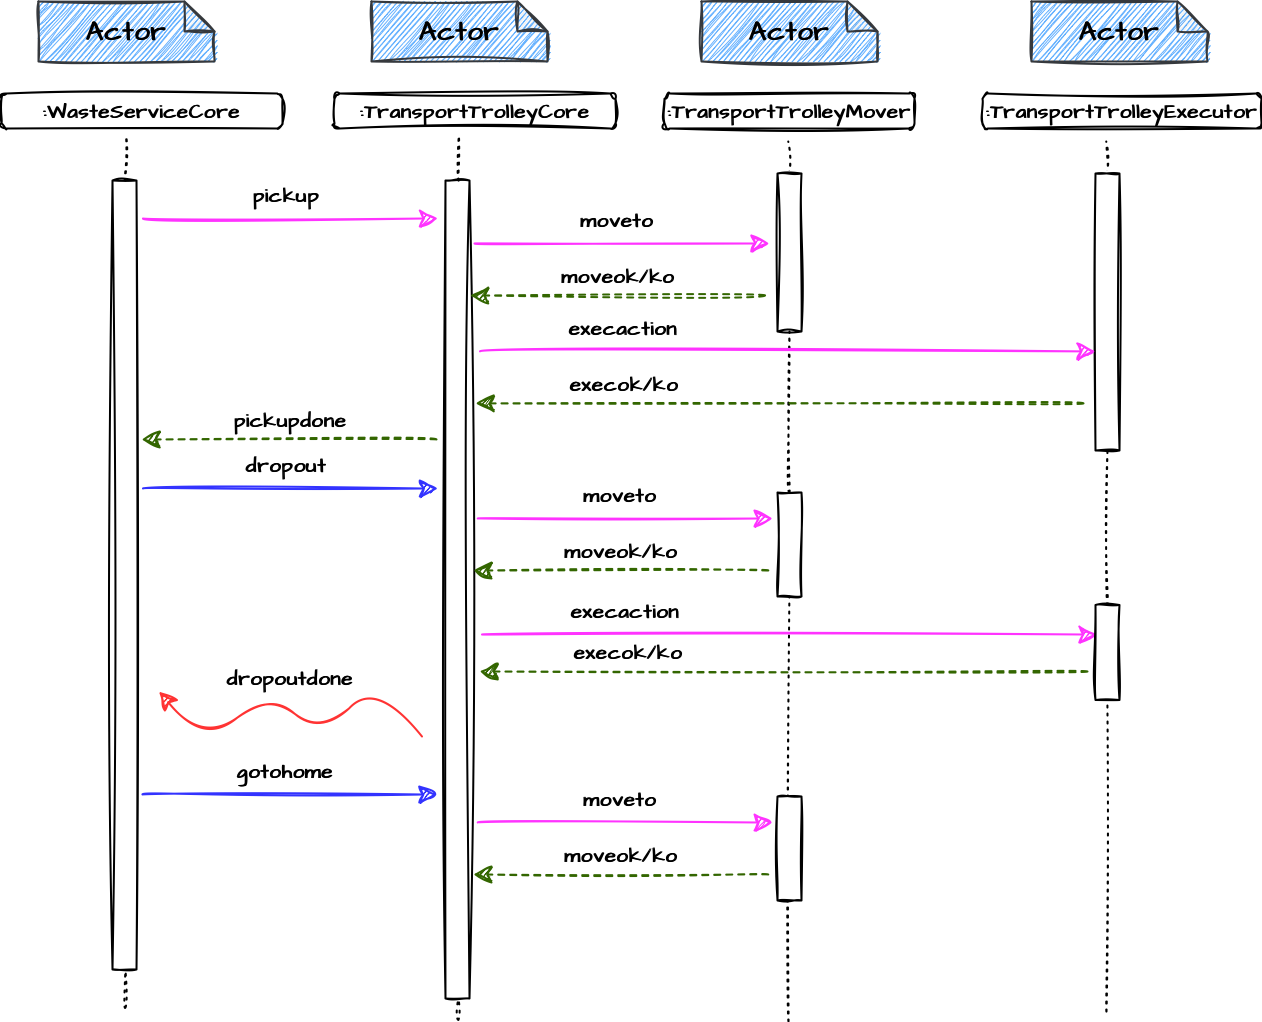 Actor
Actor
Actor
Actor
:WasteServiceCore
:TransportTrolleyCore
:TransportTrolleyMover
:TransportTrolleyExecutor
pickup
moveto
moveok/ko
execaction
execok/ko
pickupdone
dropout
moveto
moveok/ko
execaction
execok/ko
dropoutdone
gotohome
moveto
moveok/ko